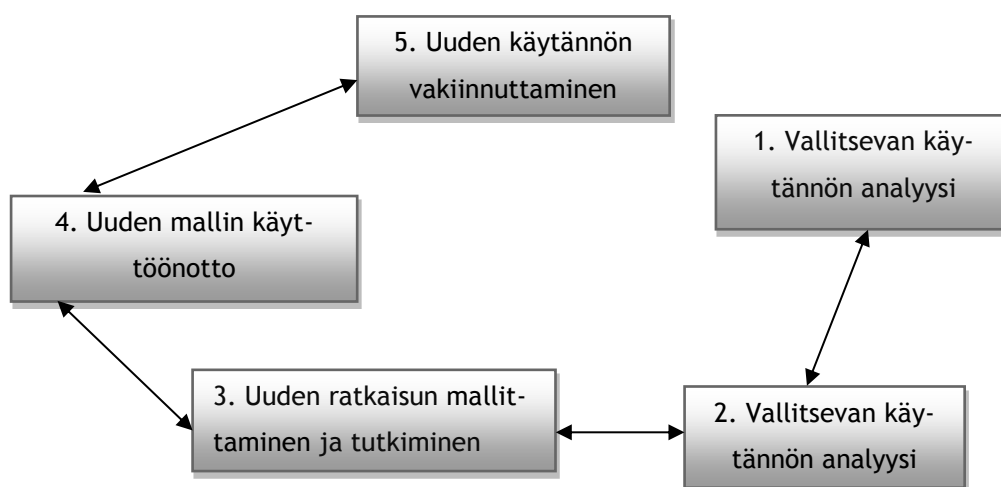 5. Uuden käytännön
vakiinnuttaminen
1. Vallitsevan käy-
tännön analyysi
4. Uuden mallin käyt-
töönotto
3. Uuden ratkaisun mallit-
taminen ja tutkiminen
2. Vallitsevan käy-
tännön analyysi